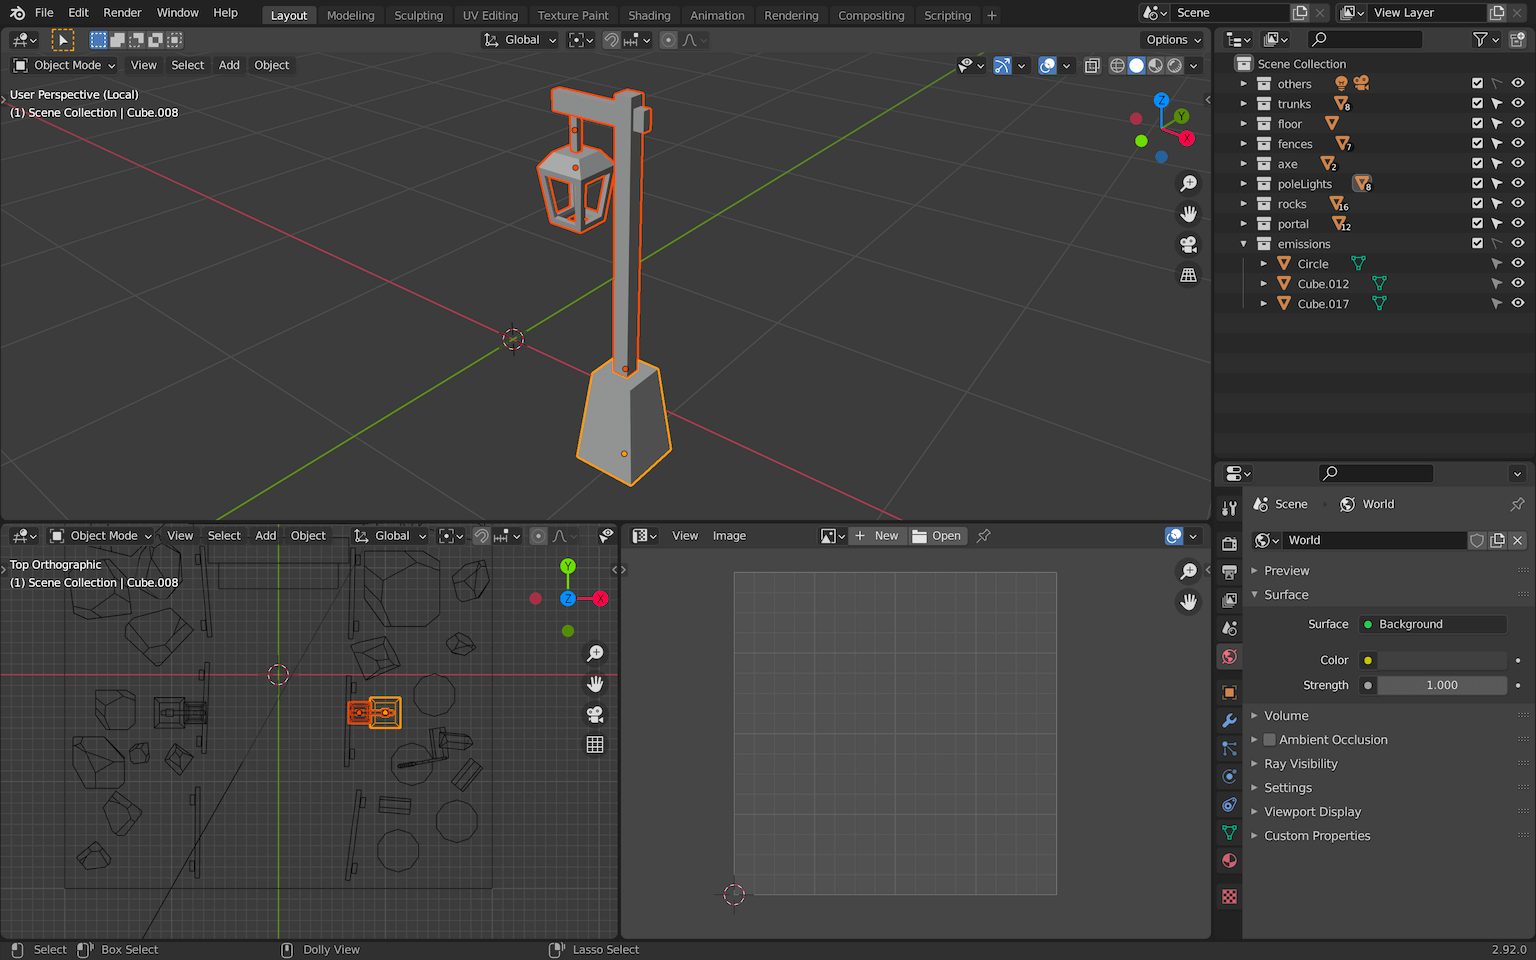 File Edit Render Window Help Layout Modeling Sculpting UV Editing Texture Paint Shading Animation Rendering Compositing Scripting + Scene View Layer
Global Options
Object Mode View Select Add Object
User Perspective (Local)
(1) Scene Collection | Cube.008
Z
Y
X
Scene Collection
others
trunks 8
floor
fences 7
axe 2
poleLights 8
rocks 16
portal 12
emissions
Circle
Cube.012
Cube.017
Object Mode View Select Add Object Global
Top Orthographic
(1) Scene Collection | Cube.008
Y
Z X
View Image + New Open
Scene World
World
Preview
Surface
Surface Background
Color
Strength 1.000
Volume
Ambient Occlusion
Ray Visibility
Settings
Viewport Display
Custom Properties
Select Box Select Dolly View Lasso Select 2.92.0